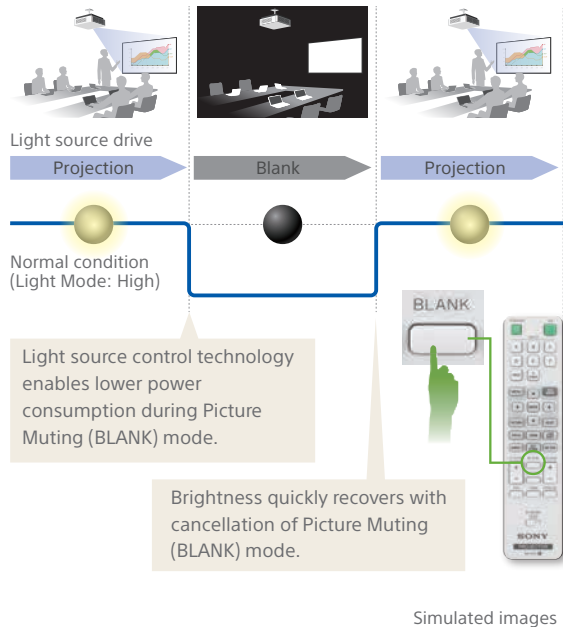 Light source drive
Projection
Blank
Projection
Normal condition
(Light Mode: High)
BLANK
Light source control technology
enables lower power
consumption during Picture
Muting (BLANK) mode.
Brightness quickly recovers with
cancellation of Picture Muting
(BLANK) mode.
SONY
Simulated images